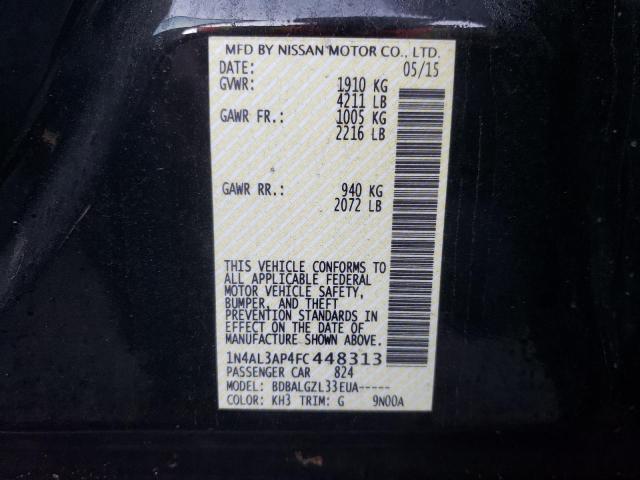 MFD BY NISSAN MOTOR CO., LTD.
DATE: 05/15
GVWR: 1910 KG
4211 LB
GAWR FR.: 1005 KG
2216 LB
GAWR RR.: 940 KG
2072 LB
THIS VEHICLE CONFORMS TO
ALL APPLICABLE FEDERAL
MOTOR VEHICLE SAFETY,
BUMPER, AND THEFT
PREVENTION STANDARDS IN
EFFECT ON THE DATE OF
MANUFACTURE SHOWN ABOVE.
1N4AL3AP4FC448313
PASSENGER CAR 824
MODEL: BDBALGZL33EUA-----
COLOR: KH3 TRIM: G 9N00A